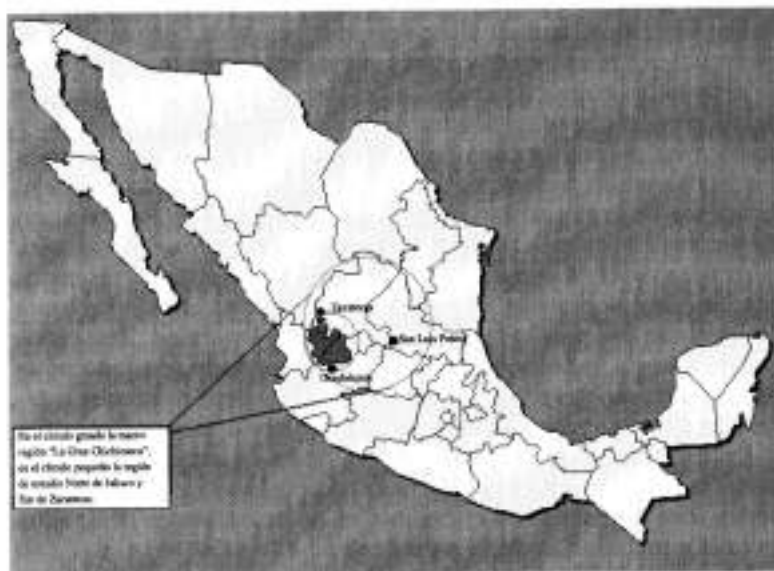 Zacatecas
San Luis Potosí
Guadalajara
En el círculo grande la macro
región "La Gran Chichimeca",
en el círculo pequeño la región
de estudio Norte de Jalisco y
Sur de Zacatecas